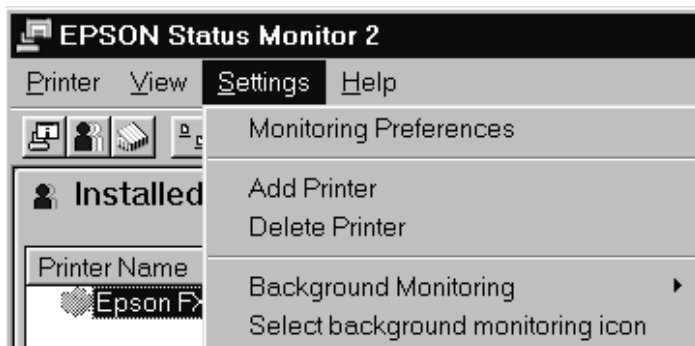 EPSON Status Monitor 2
Printer View Settings Help
Monitoring Preferences
Installed
Add Printer
Delete Printer
Printer Name
Background Monitoring
Epson FX
Select background monitoring icon